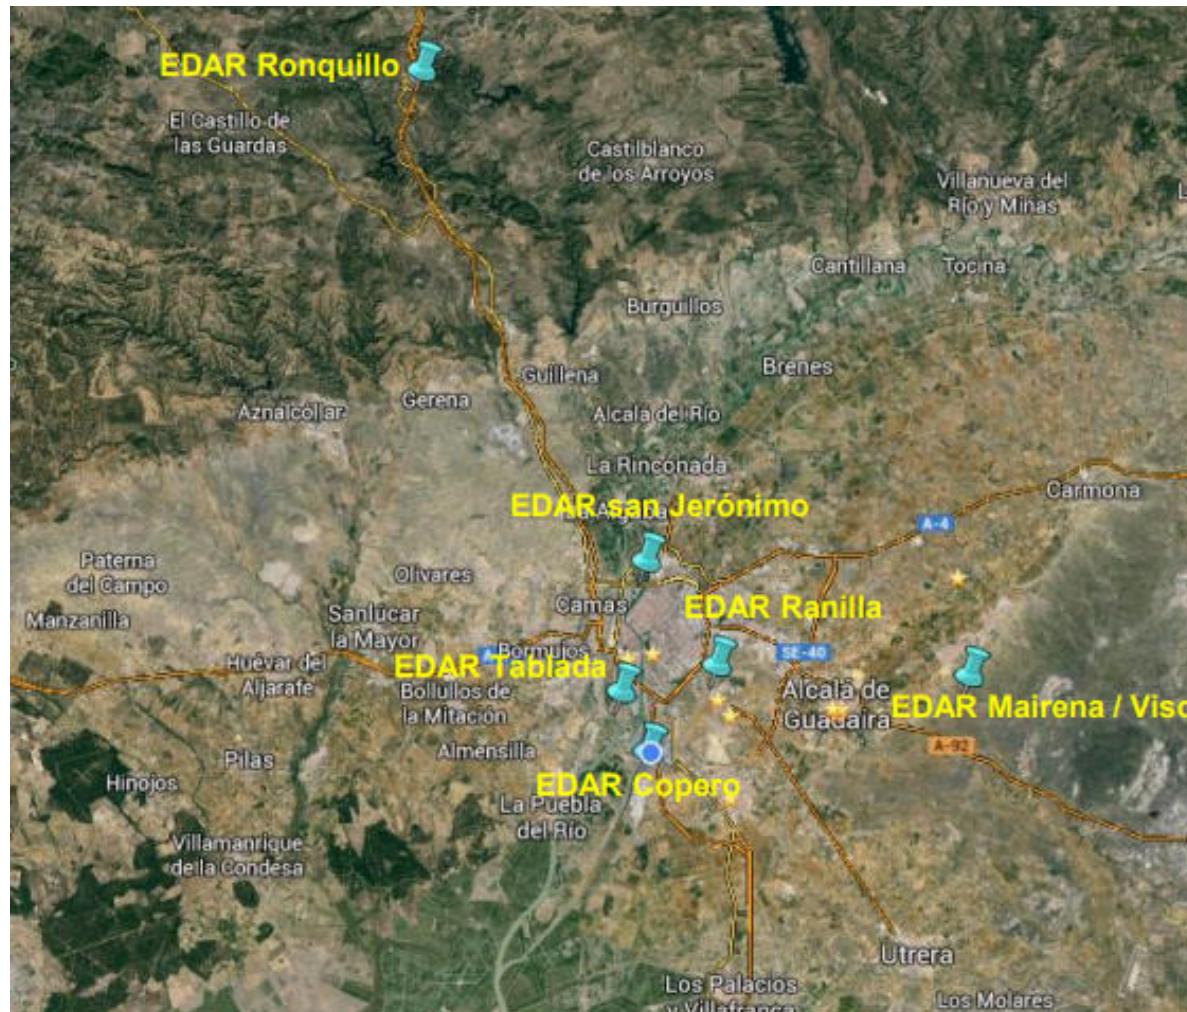 EDAR Ronquillo
El Castillo de
las Guardas
Castilblanco
de los Arroyos
Villanueva del
Río y Minas
L
Cantillana
Tocina
Burguillos
Brenes
Guillena
Gerena
Aznalcóllar
Alcala del Río
La Rinconada
Carmona
EDAR san Jerónimo
A-4
Paterna
del Campo
Olivares
Manzanilla
Sanlúcar
la Mayor
Camas
EDAR Ranilla
Bormujos
SE-40
EDAR Tablada
Huévar del
Aljarafe
Bollullos de
la Mitación
Alcalá de
Guadaíra
EDAR Mairena / Viso
A-92
Almensilla
Pilas
Hinojos
EDAR Copero
La Puebla
del Río
Villamanrique
de la Condesa
Utrera
Los Palacios
y Villafranca
Los Molares